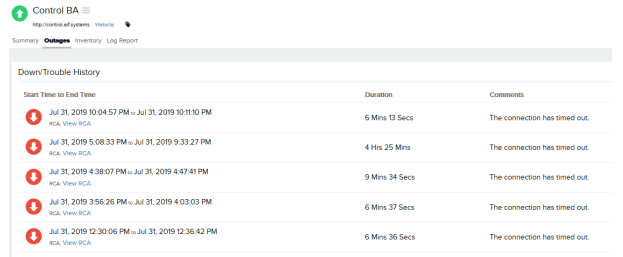 Control BA
http://control.eif.systems Website
Summary Outages Inventory Log Report
Down/Trouble History
Start Time to End Time Duration Comments
Jul 31, 2019 10:04:57 PM to Jul 31, 2019 10:11:10 PM
6 Mins 13 Secs The connection has timed out.
RCA: View RCA
Jul 31, 2019 5:08:33 PM to Jul 31, 2019 9:33:27 PM
4 Hrs 25 Mins The connection has timed out.
RCA: View RCA
Jul 31, 2019 4:38:07 PM to Jul 31, 2019 4:47:41 PM
9 Mins 34 Secs The connection has timed out.
RCA: View RCA
Jul 31, 2019 3:56:26 PM to Jul 31, 2019 4:03:03 PM
6 Mins 37 Secs The connection has timed out.
RCA: View RCA
Jul 31, 2019 12:30:06 PM to Jul 31, 2019 12:36:42 PM
6 Mins 36 Secs The connection has timed out.
RCA: View RCA